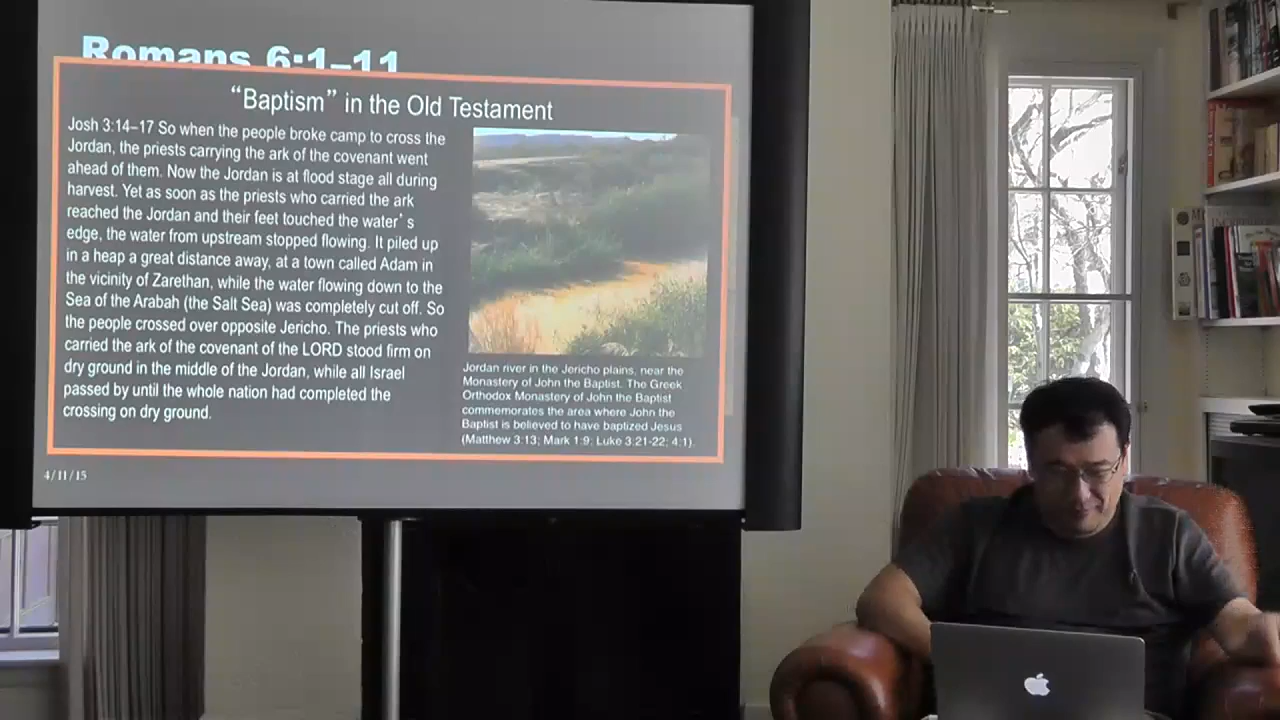 Romans 6:1–11
“Baptism” in the Old Testament
Josh 3:14–17 So when the people broke camp to cross the
Jordan, the priests carrying the ark of the covenant went
ahead of them. Now the Jordan is at flood stage all during
harvest. Yet as soon as the priests who carried the ark
reached the Jordan and their feet touched the water’s
edge, the water from upstream stopped flowing. It piled up
in a heap a great distance away, at a town called Adam in
the vicinity of Zarethan, while the water flowing down to the
Sea of the Arabah (the Salt Sea) was completely cut off. So
the people crossed over opposite Jericho. The priests who
carried the ark of the covenant of the LORD stood firm on
dry ground in the middle of the Jordan, while all Israel
passed by until the whole nation had completed the
crossing on dry ground.
Jordan river in the Jericho plains, near the
Monastery of John the Baptist. The Greek
Orthodox Monastery of John the Baptist
commemorates the area where John the
Baptist is believed to have baptized Jesus
(Matthew 3:13; Mark 1:9; Luke 3:21-22; 4:1).
4/11/15